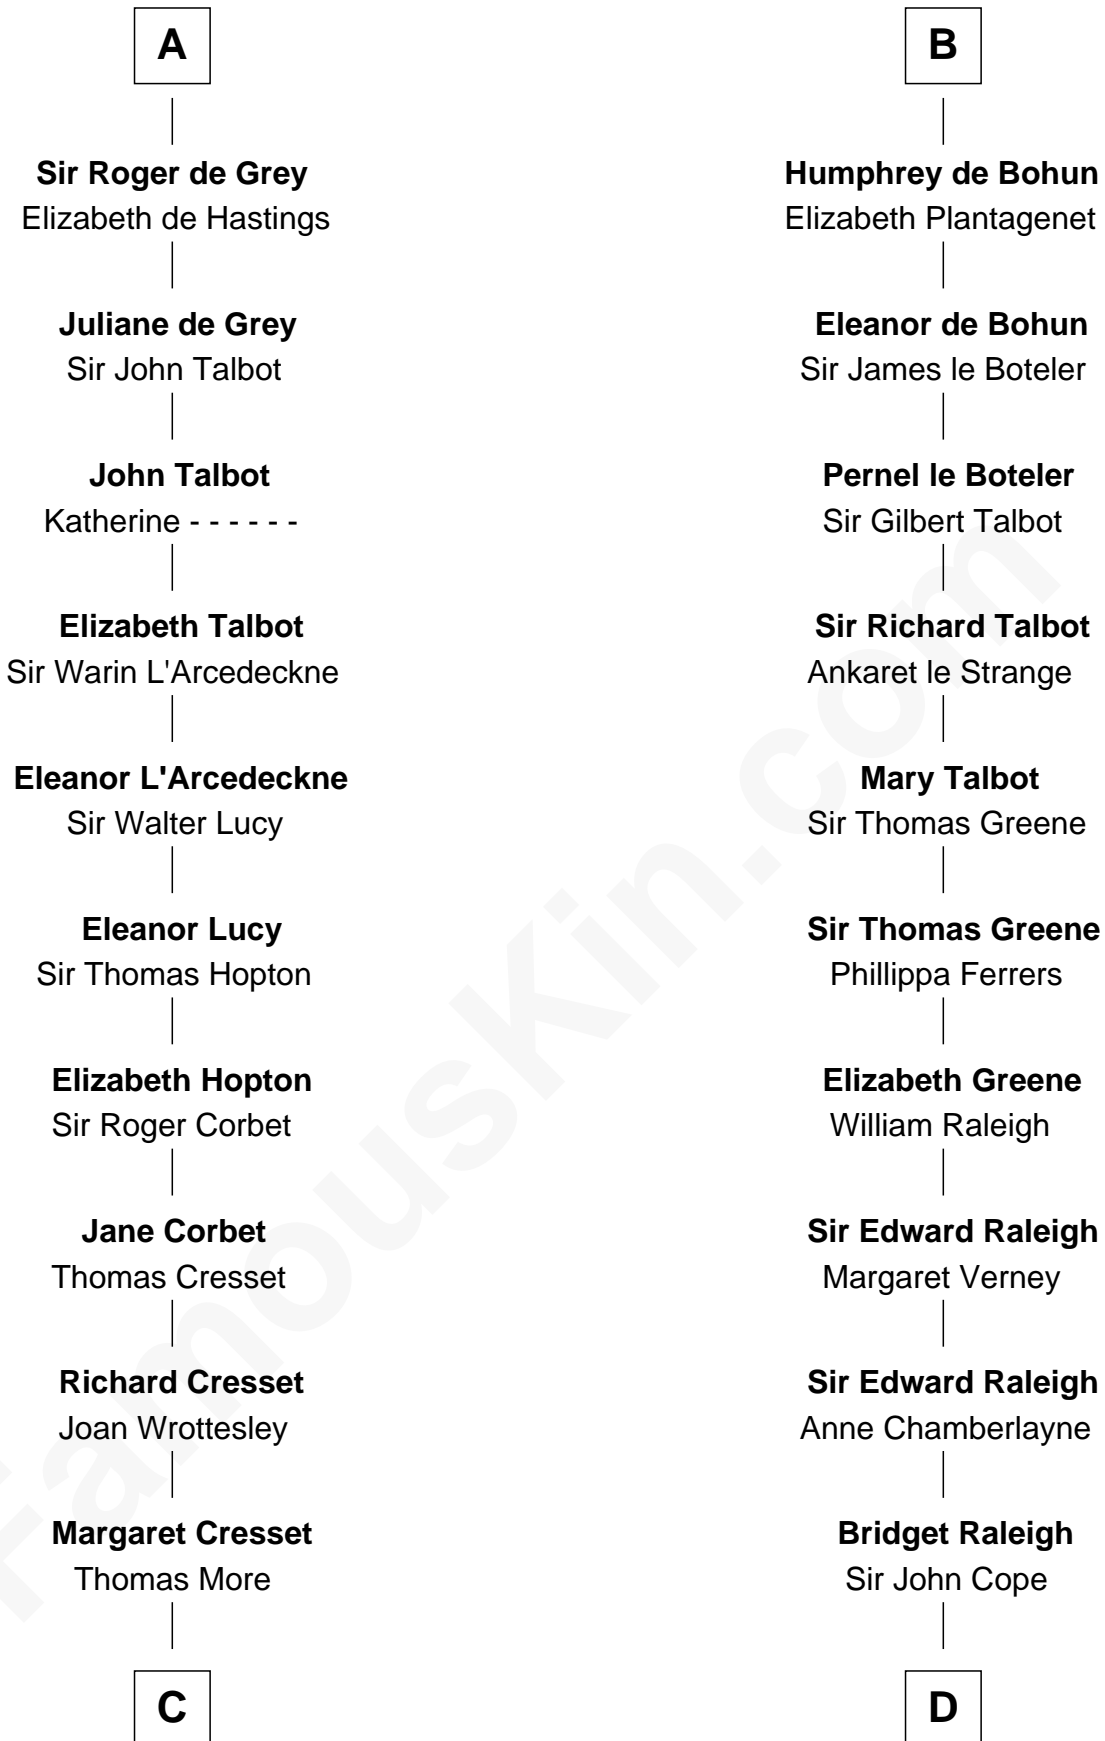 A
Sir Roger de Grey
Elizabeth de Hastings
Juliane de Grey
Sir John Talbot
John Talbot
Katherine - - - - - -
Elizabeth Talbot
Sir Warin L'Arcedeckne
Eleanor L'Arcedeckne
Sir Walter Lucy
Eleanor Lucy
Sir Thomas Hopton
Elizabeth Hopton
Sir Roger Corbet
Jane Corbet
Thomas Cresset
Richard Cresset
Joan Wrottesley
Margaret Cresset
Thomas More
C
B
Humphrey de Bohun
Elizabeth Plantagenet
Eleanor de Bohun
Sir James le Boteler
Pernel le Boteler
Sir Gilbert Talbot
Sir Richard Talbot
Ankaret le Strange
Mary Talbot
Sir Thomas Greene
Sir Thomas Greene
Phillippa Ferrers
Elizabeth Greene
William Raleigh
Sir Edward Raleigh
Margaret Verney
Sir Edward Raleigh
Anne Chamberlayne
Bridget Raleigh
Sir John Cope
D
FamousKin.com